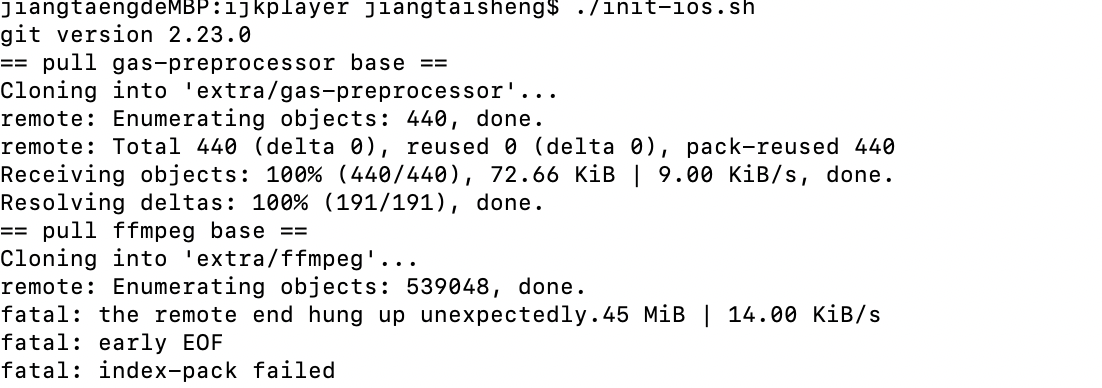 jiangtaengdeMBP:ijkplayer jiangtaisheng$ ./init-ios.sh
git version 2.23.0
== pull gas-preprocessor base ==
Cloning into 'extra/gas-preprocessor'...
remote: Enumerating objects: 440, done.
remote: Total 440 (delta 0), reused 0 (delta 0), pack-reused 440
Receiving objects: 100% (440/440), 72.66 KiB | 9.00 KiB/s, done.
Resolving deltas: 100% (191/191), done.
== pull ffmpeg base ==
Cloning into 'extra/ffmpeg'...
remote: Enumerating objects: 539048, done.
fatal: the remote end hung up unexpectedly.45 MiB | 14.00 KiB/s
fatal: early EOF
fatal: index-pack failed